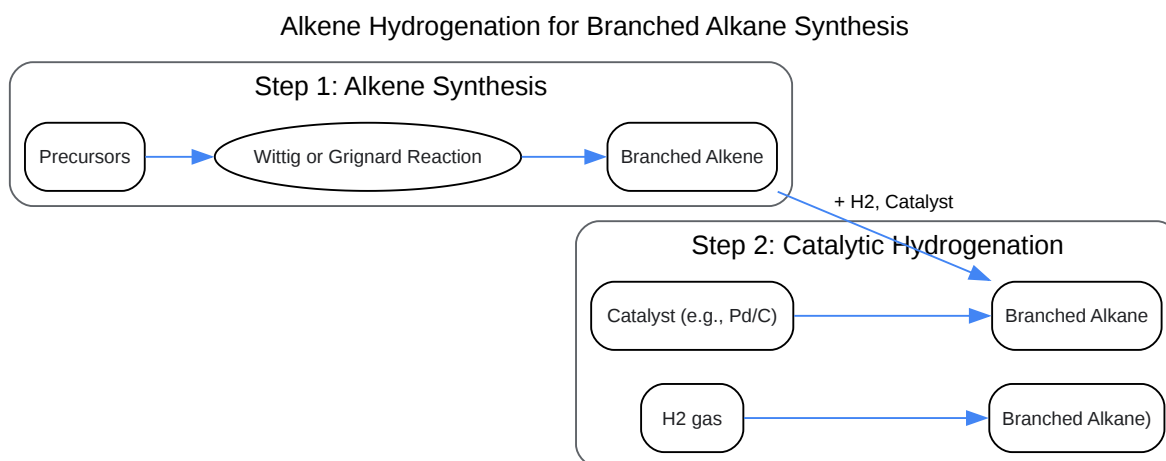 Alkene Hydrogenation for Branched Alkane Synthesis
Step 1: Alkene Synthesis
Precursors
Wittig or Grignard Reaction
Branched Alkene
+ H2, Catalyst
Step 2: Catalytic Hydrogenation
Catalyst (e.g., Pd/C)
Branched Alkane
H2 gas
Branched Alkane)